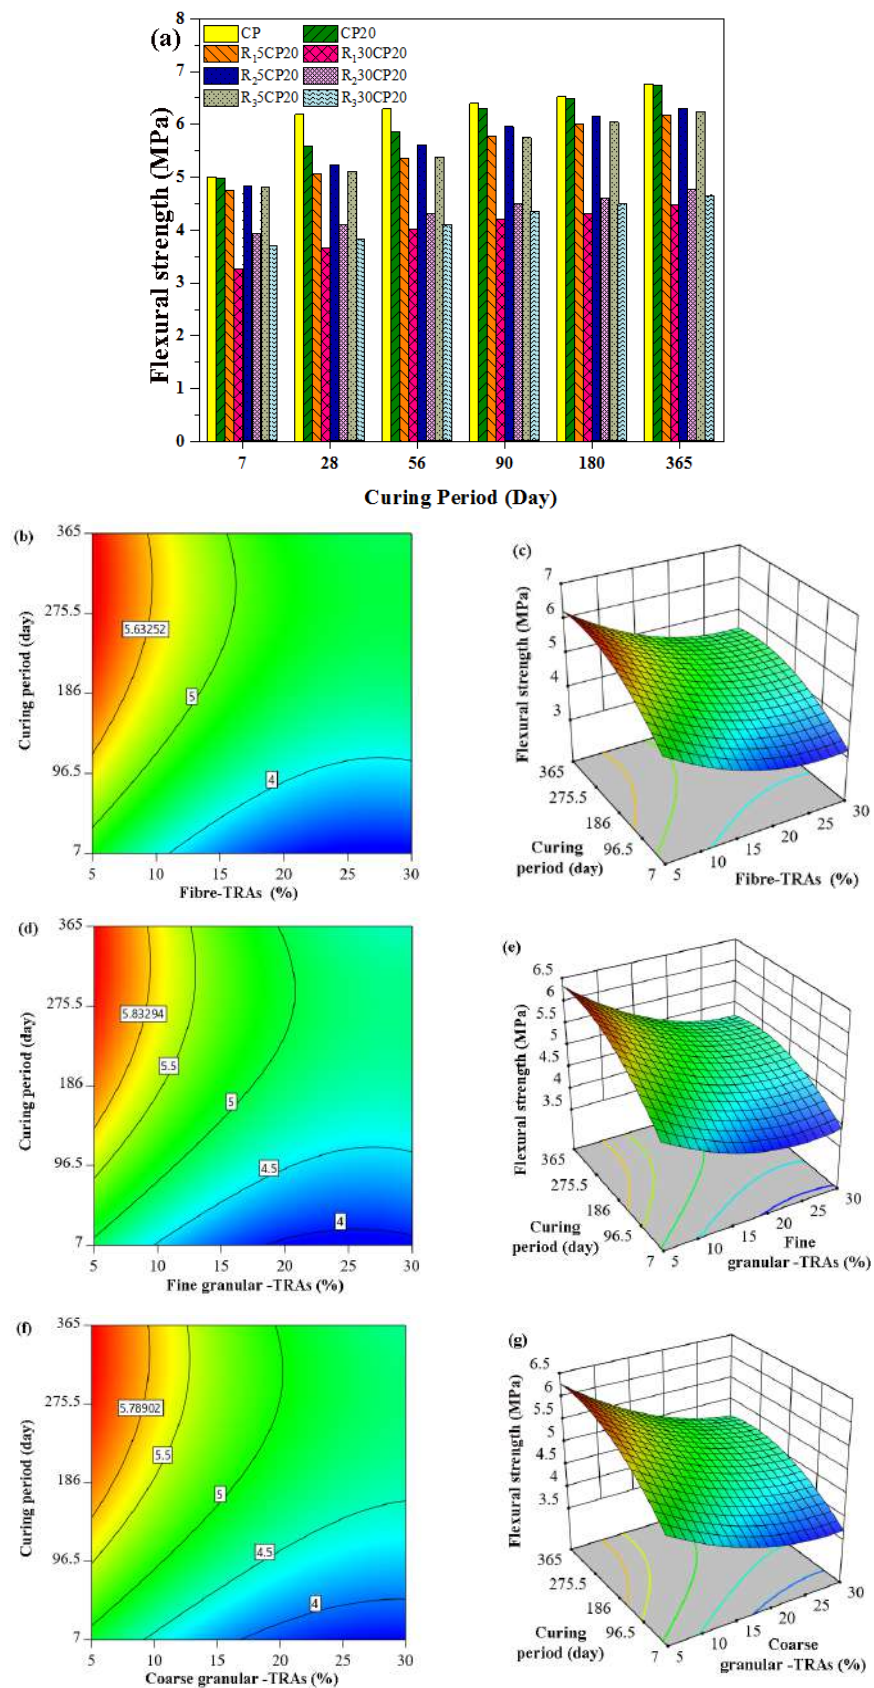 (a)
CP CP20
R₁5CP20 R₁30CP20
R₂5CP20 R₂30CP20
R₃5CP20 R₃30CP20
Flexural strength (MPa)
8
7
6
5
4
3
2
1
0
7 28 56 90 180 365
Curing Period (Day)
(b)
Curing period (day)
365
275.5
186
96.5
7
5.63252
5
4
5 10 15 20 25 30
Fibre-TRAs (%)
(c)
Flexural strength (MPa)
7
6
5
4
3
365
275.5
186
96.5
7
Curing
period (day)
5 10 15 20 25 30
Fibre-TRAs (%)
(d)
Curing period (day)
365
275.5
186
96.5
7
5.83294
5.5
5
4.5
4
5 10 15 20 25 30
Fine granular -TRAs (%)
(e)
Flexural strength (MPa)
6.5
6
5.5
5
4.5
4
3.5
365
275.5
186
96.5
7
Curing
period (day)
5 10 15 20 25 30
Fine
granular -TRAs (%)
(f)
Curing period (day)
365
275.5
186
96.5
7
5.78902
5.5
5
4.5
4
5 10 15 20 25 30
Coarse granular -TRAs (%)
(g)
Flexural strength (MPa)
6.5
6
5.5
5
4.5
4
3.5
365
275.5
186
96.5
7
Curing
period (day)
5 10 15 20 25 30
Coarse
granular -TRAs (%)